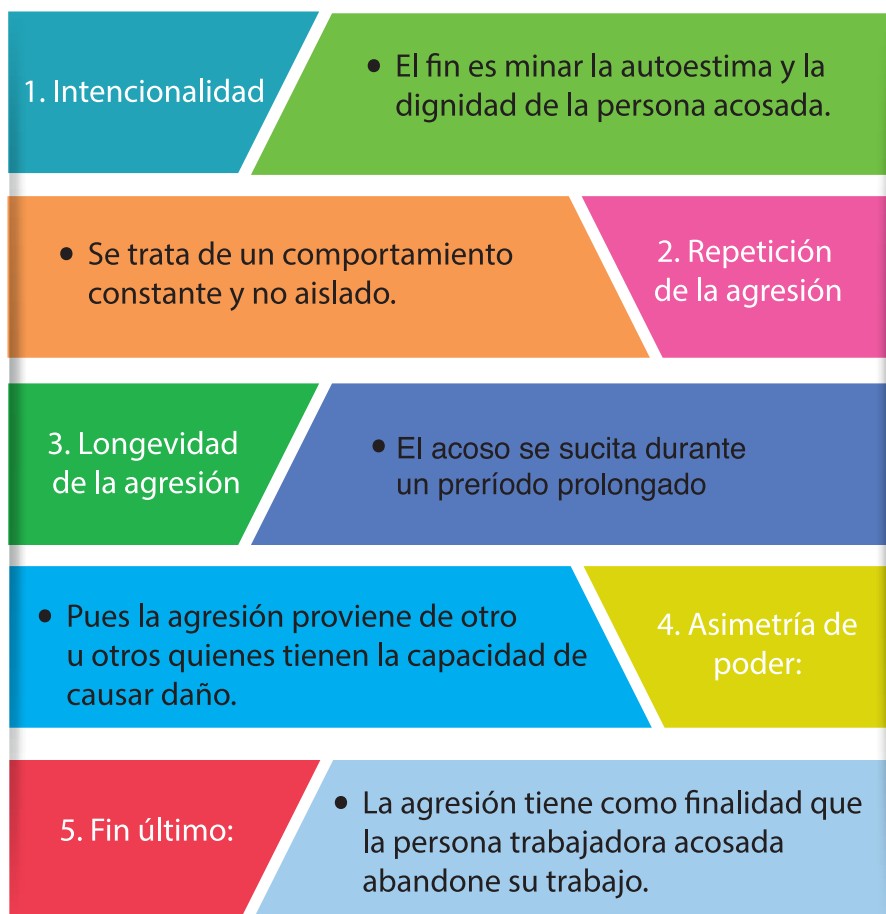 1. Intencionalidad
• El fin es minar la autoestima y la
dignidad de la persona acosada.
• Se trata de un comportamiento
constante y no aislado.
2. Repetición
de la agresión
3. Longevidad
de la agresión
• El acoso se sucita durante
un preríodo prolongado
• Pues la agresión proviene de otro
u otros quienes tienen la capacidad de
causar daño.
4. Asimetría de
poder:
5. Fin último:
• La agresión tiene como finalidad que
la persona trabajadora acosada
abandone su trabajo.